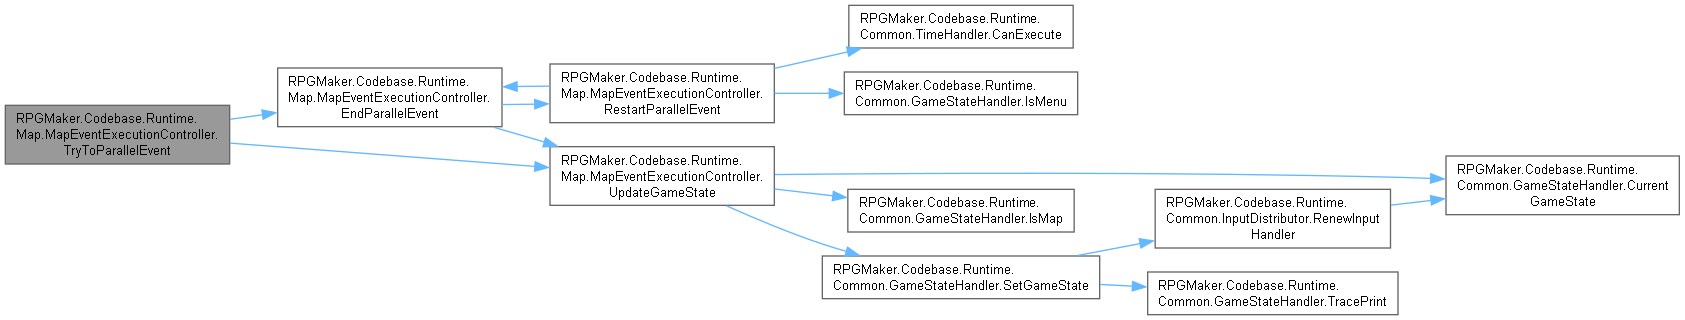 RPGMaker.Codebase.Runtime.
Map.MapEventExecutionController.
TryToParallelEvent
RPGMaker.Codebase.Runtime.
Map.MapEventExecutionController.
EndParallelEvent
RPGMaker.Codebase.Runtime.
Map.MapEventExecutionController.
RestartParallelEvent
RPGMaker.Codebase.Runtime.
Common.TimeHandler.CanExecute
RPGMaker.Codebase.Runtime.
Common.GameStateHandler.IsMenu
RPGMaker.Codebase.Runtime.
Map.MapEventExecutionController.
UpdateGameState
RPGMaker.Codebase.Runtime.
Common.GameStateHandler.IsMap
RPGMaker.Codebase.Runtime.
Common.GameStateHandler.SetGameState
RPGMaker.Codebase.Runtime.
Common.InputDistributor.RenewInput
Handler
RPGMaker.Codebase.Runtime.
Common.GameStateHandler.TracePrint
RPGMaker.Codebase.Runtime.
Common.GameStateHandler.Current
GameState